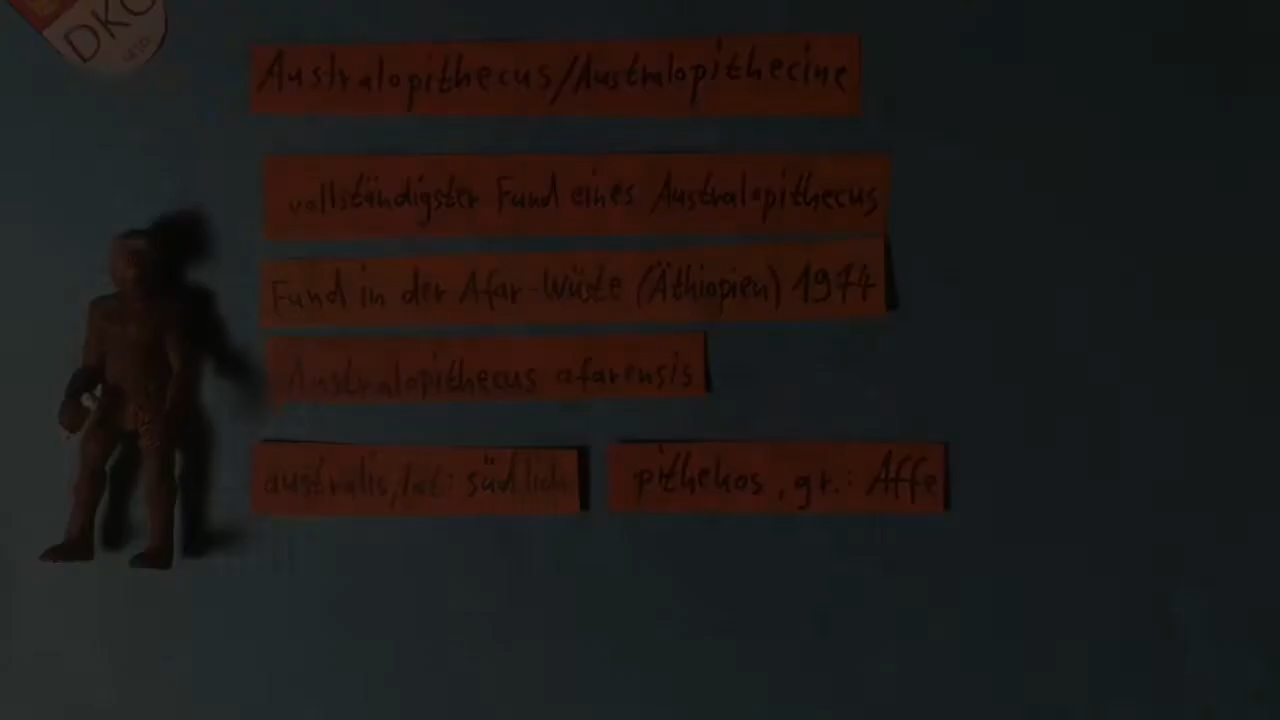 DKG
Australopithecus/Australopithecine
vollständigster Fund eines Australopithecus
Fund in der Afar-Wüste (Äthiopien) 1974
Australopithecus afarensis
australis, lat: südlich
pithekos, gr.: Affe